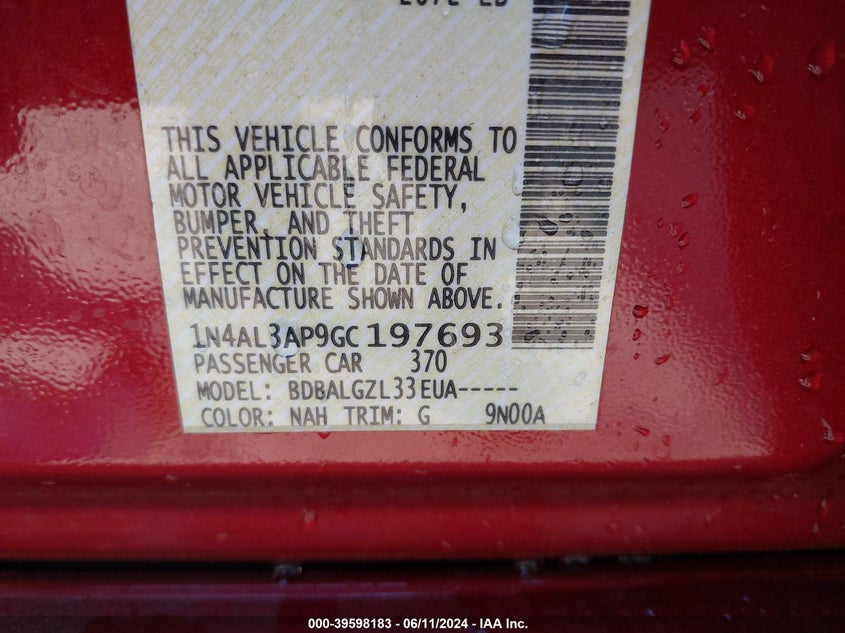 THIS VEHICLE CONFORMS TO
ALL APPLICABLE FEDERAL
MOTOR VEHICLE SAFETY,
BUMPER, AND THEFT
PREVENTION STANDARDS IN
EFFECT ON THE DATE OF
MANUFACTURE SHOWN ABOVE.
1N4AL3AP9GC197693
PASSENGER CAR 370
MODEL: BDBALGZL33EUA-----
COLOR: NAH TRIM: G 9N00A
000-39598183 - 06/11/2024 - IAA Inc.